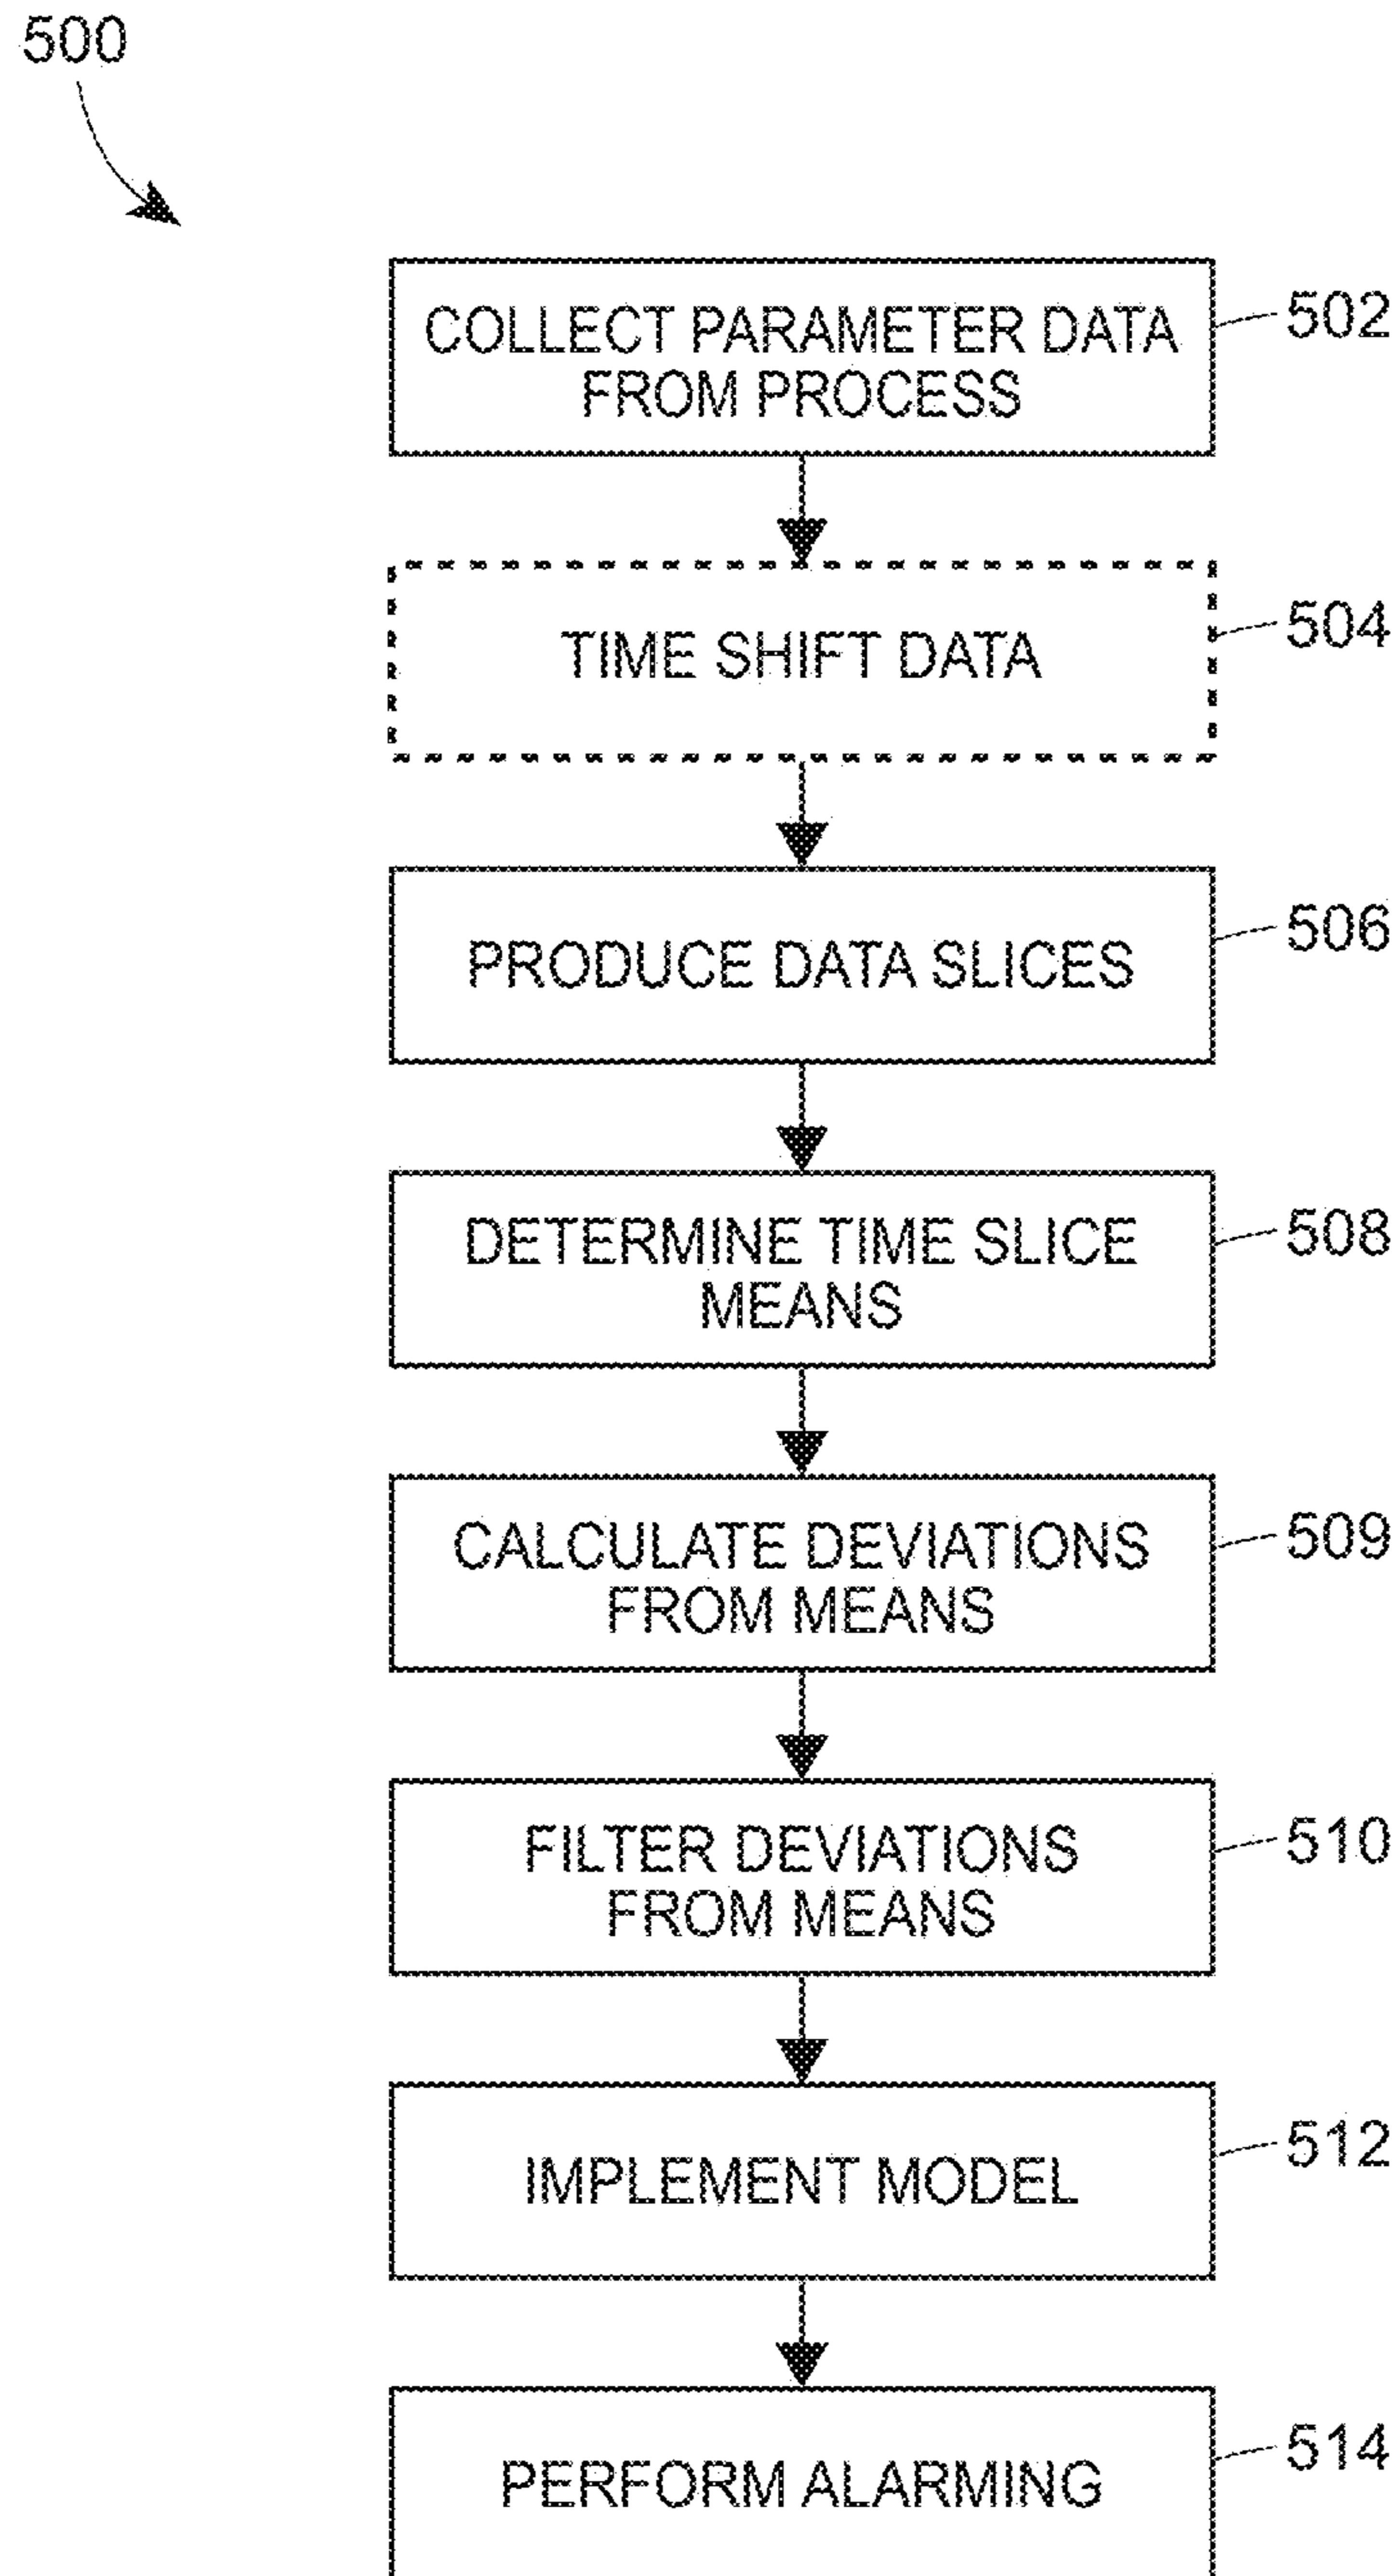 500
COLLECT PARAMETER DATA
FROM PROCESS
502
TIME SHIFT DATA
504
PRODUCE DATA SLICES
506
DETERMINE TIME SLICE
MEANS
508
CALCULATE DEVIATIONS
FROM MEANS
509
FILTER DEVIATIONS
FROM MEANS
510
IMPLEMENT MODEL
512
PERFORM ALARMING
514